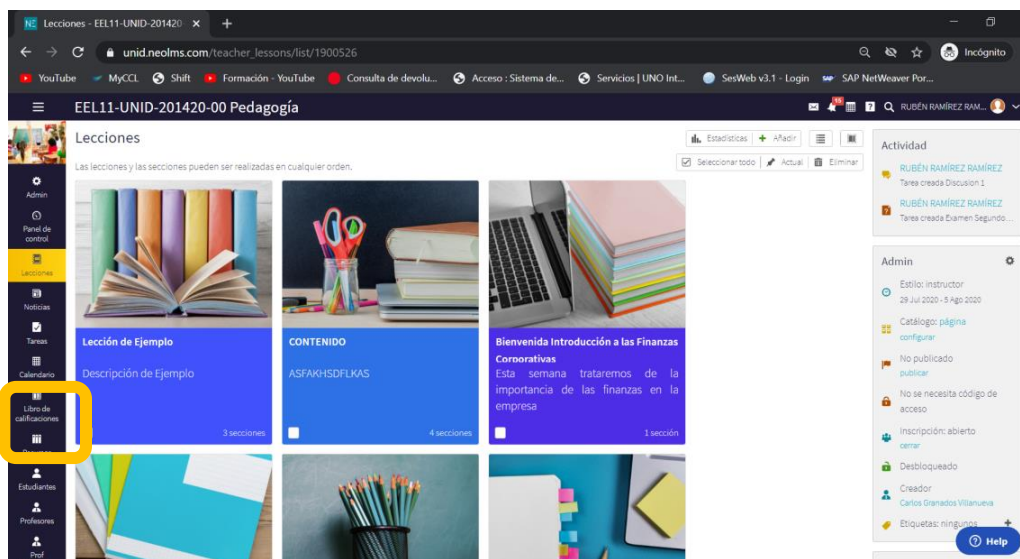 NE Lecciones - EEL11-UNID-201420 × +
unid.neolms.com/teacher_lessons/list/1900526
Incógnito
YouTube MyCCL Shift Formación - YouTube Consulta de devolu... Acceso : Sistema de... Servicios | UNO Int... SesWeb v3.1 - Login SAP NetWeaver Por...
EEL11-UNID-201420-00 Pedagogía
RUBÉN RAMÍREZ RAM...
Lecciones
Estadísticas + Añadir
Las lecciones y las secciones pueden ser realizadas en cualquier orden.
Seleccionar todo Actual Eliminar
Admin
Panel de
control
Lecciones
Noticias
Tareas
Calendario
Libro de
calificaciones
Estudiantes
Profesores
Prof
Lección de Ejemplo
Descripción de Ejemplo
3 secciones
CONTENIDO
ASFAKHSDFLKAS
4 secciones
Bienvenida Introducción a las Finanzas
Corporativas
Esta semana trataremos de la
importancia de las finanzas en la
empresa
1 sección
Actividad
RUBÉN RAMÍREZ RAMÍREZ
Tarea creada Discusion 1
RUBÉN RAMÍREZ RAMÍREZ
Tarea creada Examen Segundo...
Admin
Estilo: instructor
29 Jul 2020 - 5 Ago 2020
Catálogo: página
configurar
No publicado
publicar
No se necesita código de
acceso
Inscripción: abierto
cerrar
Desbloqueado
Creador
Carlos Granados Villanueva
Etiquetas: ningunos +
Help